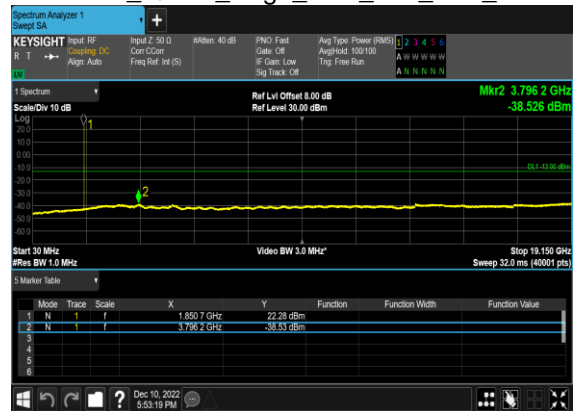 Spectrum Analyzer 1
Swept SA
+
KEYSIGHT Input: RF Input Z: 50 Ω #Atten: 40 dB PNO: Fast Avg Type: Power (RMS) 1 2 3 4 5 6
R T Coupling: DC Corr CCorr Gate: Off Avg|Hold: 100/100 A W W W W W
Align: Auto Freq Ref: Int (S) IF Gain: Low Trig: Free Run
LXI Sig Track: Off A N N N N N
1 Spectrum Ref Lvl Offset 8.00 dB Mkr2 3.796 2 GHz
Scale/Div 10 dB Ref Level 30.00 dBm -38.526 dBm
Log
20.0
10.0
0.00
-10.0
DL1 -13.00 dBm
-20.0
-30.0
-40.0
-50.0
-60.0
1
2
Start 30 MHz Video BW 3.0 MHz* Stop 19.150 GHz
#Res BW 1.0 MHz Sweep 32.0 ms (40001 pts)
5 Marker Table
Mode Trace Scale X Y Function Function Width Function Value
1 N 1 f 1.850 7 GHz 22.28 dBm
2 N 1 f 3.796 2 GHz -38.53 dBm
3
4
5
6
? Dec 10, 2022
5:53:19 PM